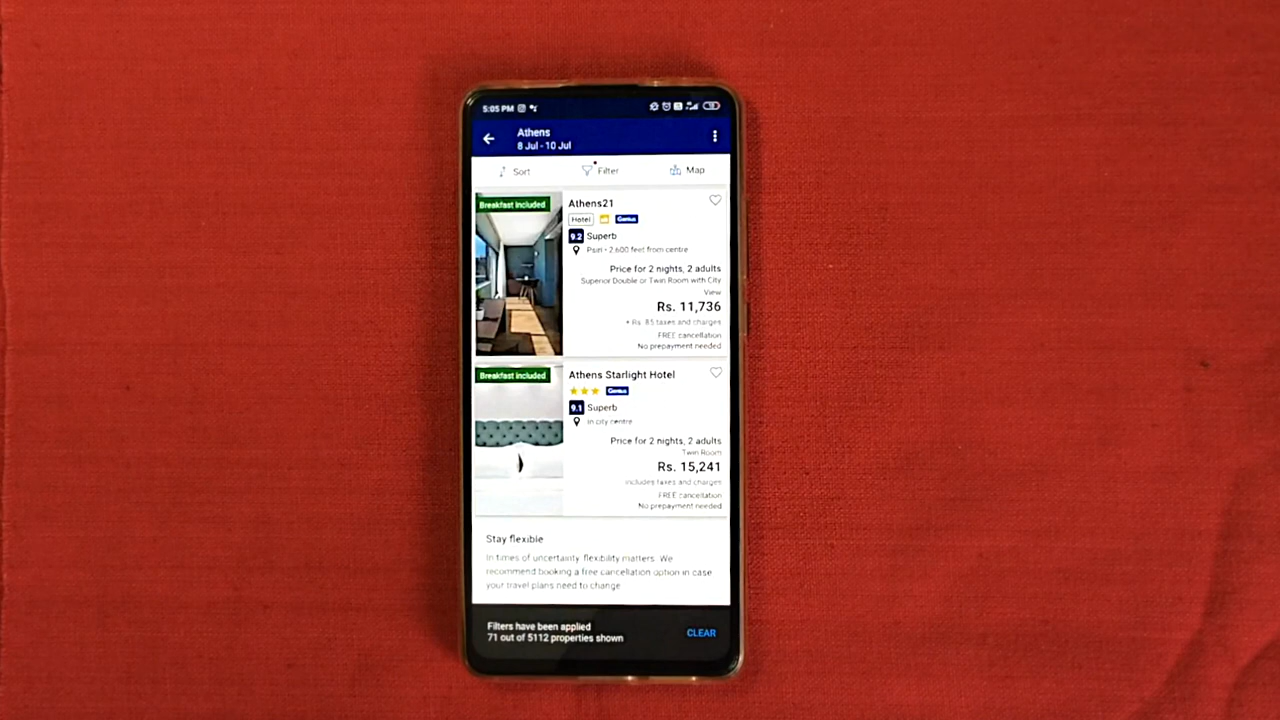 5:05 PM
Athens
8 Jul - 10 Jul
Sort
Filter
Map
Breakfast included
Athens21
Hotel
Genius
9.2 Superb
Psiri • 2,600 feet from centre
Price for 2 nights, 2 adults
Superior Double or Twin Room with City
View
Rs. 11,736
+ Rs. 85 taxes and charges
FREE cancellation
No prepayment needed
Breakfast included
Athens Starlight Hotel
Genius
9.1 Superb
In city centre
Price for 2 nights, 2 adults
Twin Room
Rs. 15,241
includes taxes and charges
FREE cancellation
No prepayment needed
Stay flexible
In times of uncertainty flexibility matters. We
recommend booking a free cancellation option in case
your travel plans need to change
Filters have been applied
71 out of 5112 properties shown
CLEAR